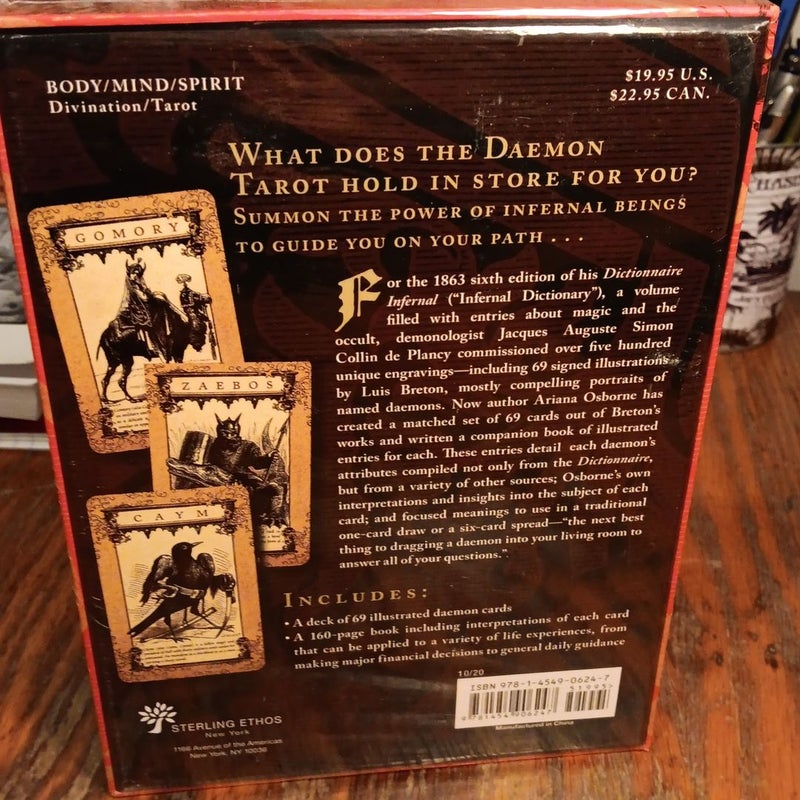 BODY/MIND/SPIRIT
Divination/Tarot
$19.95 U.S.
$22.95 CAN.
WHAT DOES THE DAEMON
TAROT HOLD IN STORE FOR YOU?
SUMMON THE POWER OF INFERNAL BEINGS
TO GUIDE YOU ON YOUR PATH . . .
GOMORY
ZAEBOS
CAYM
For the 1863 sixth edition of his Dictionnaire
Infernal ("Infernal Dictionary"), a volume
filled with entries about magic and the
occult, demonologist Jacques Auguste Simon
Collin de Plancy commissioned over five hundred
unique engravings—including 69 signed illustrations
by Luis Breton, mostly compelling portraits of
named daemons. Now author Ariana Osborne has
created a matched set of 69 cards out of Breton's
works and written a companion book of illustrated
entries for each. These entries detail each daemon's
attributes compiled not only from the Dictionnaire,
but from a variety of other sources; Osborne's own
interpretations and insights into the subject of each
card; and focused meanings to use in a traditional
one-card draw or a six-card spread—"the next best
thing to dragging a daemon into your living room to
answer all of your questions."
INCLUDES:
• A deck of 69 illustrated daemon cards
• A 160-page book including interpretations of each card
that can be applied to a variety of life experiences, from
making major financial decisions to general daily guidance
10/20
ISBN 978-1-4549-0624-7
51995
9 781454 906247
Manufactured in China
STERLING ETHOS
New York
1166 Avenue of the Americas
New York, NY 10036